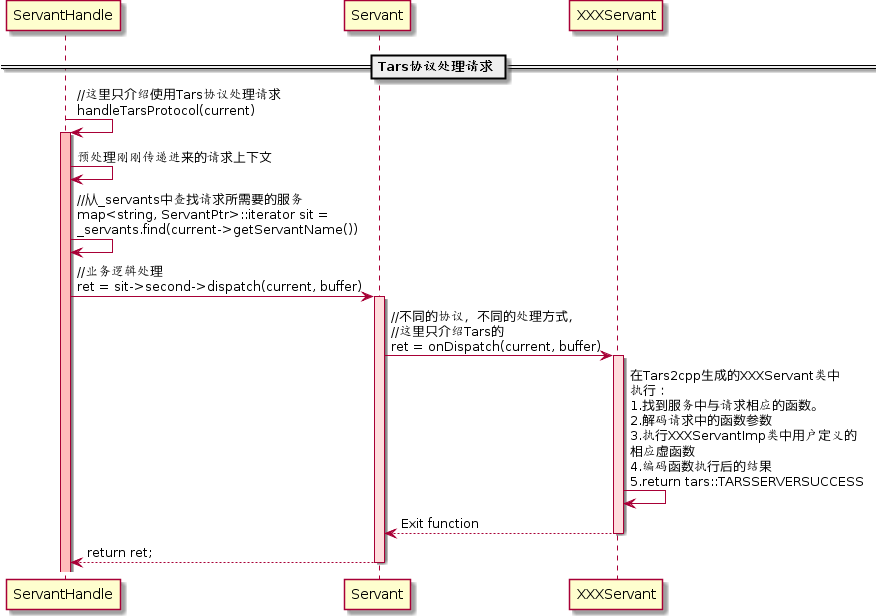 ServantHandle
Servant
XXXServant
Tars协议处理请求
//这里只介绍使用Tars协议处理请求
handleTarsProtocol(current)
预处理刚刚传递进来的请求上下文
//从_servants中查找请求所需要的服务
map<string, ServantPtr>::iterator sit =
_servants.find(current->getServantName())
//业务逻辑处理
ret = sit->second->dispatch(current, buffer)
//不同的协议，不同的处理方式，
//这里只介绍Tars的
ret = onDispatch(current, buffer)
在Tars2cpp生成的XXXServant类中
执行：
1.找到服务中与请求相应的函数。
2.解码请求中的函数参数
3.执行XXXServantImp类中用户定义的
相应虚函数
4.编码函数执行后的结果
5.return tars::TARSSERVERSUCCESS
Exit function
return ret;
ServantHandle
Servant
XXXServant